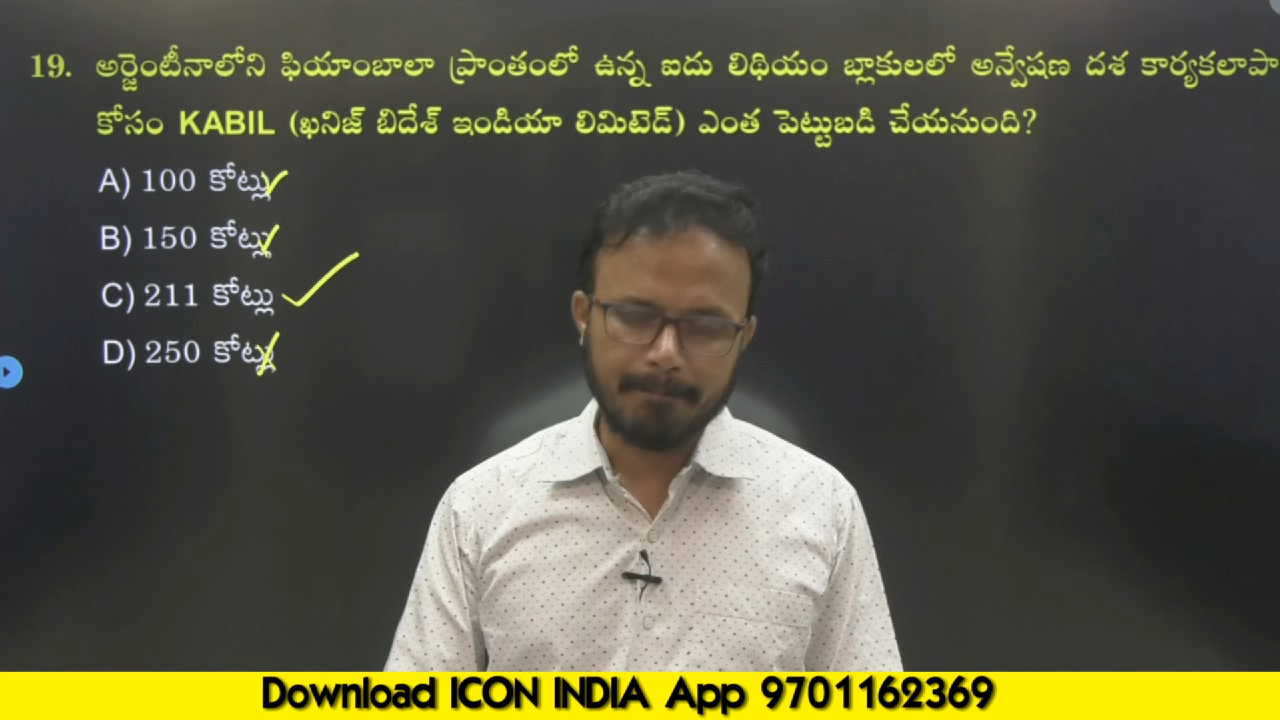 19. అర్జెంటీనాలోని ఫియాంబాలా ప్రాంతంలో ఉన్న ఐదు లిథియం బ్లాకులలో అన్వేషణ దశ కార్యకలాపా
కోసం KABIL (ఖనిజ్ బిదేశ్ ఇండియా లిమిటెడ్) ఎంత పెట్టుబడి చేయనుంది?
A) 100 కోట్లు
B) 150 కోట్లు
C) 211 కోట్లు
D) 250 కోట్లు
Download ICON INDIA App 9701162369